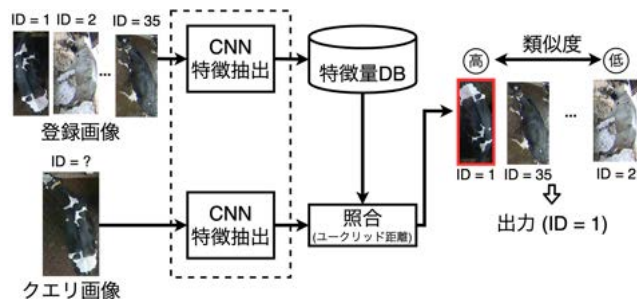 ID = 1 ID = 2 ID = 35
...
登録画像
CNN
特徴抽出
特徴量DB
類似度
高
低
...
ID = 1 ID = 35 ID = 2
出力 (ID = 1)
ID = ?
クエリ画像
CNN
特徴抽出
照合
(ユークリッド距離)